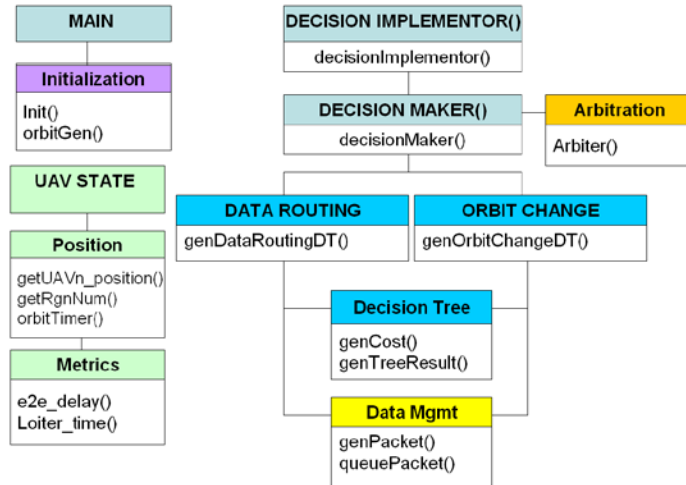 MAIN
Initialization
Init()
orbitGen()
UAV STATE
Position
getUAVn_position()
getRgnNum()
orbitTimer()
Metrics
e2e_delay()
Loiter_time()
DECISION IMPLEMENTOR()
decisionImplementor()
DECISION MAKER()
decisionMaker()
Arbitration
Arbiter()
DATA ROUTING
genDataRoutingDT()
ORBIT CHANGE
genOrbitChangeDT()
Decision Tree
genCost()
genTreeResult()
Data Mgmt
genPacket()
queuePacket()